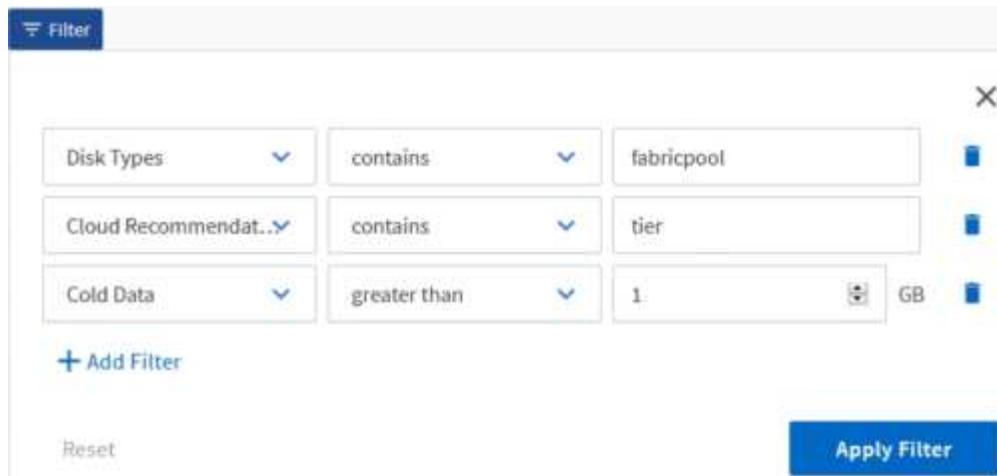 Filter
Disk Types contains fabricpool
Cloud Recommendat... contains tier
Cold Data greater than 1 GB
+ Add Filter
Reset Apply Filter